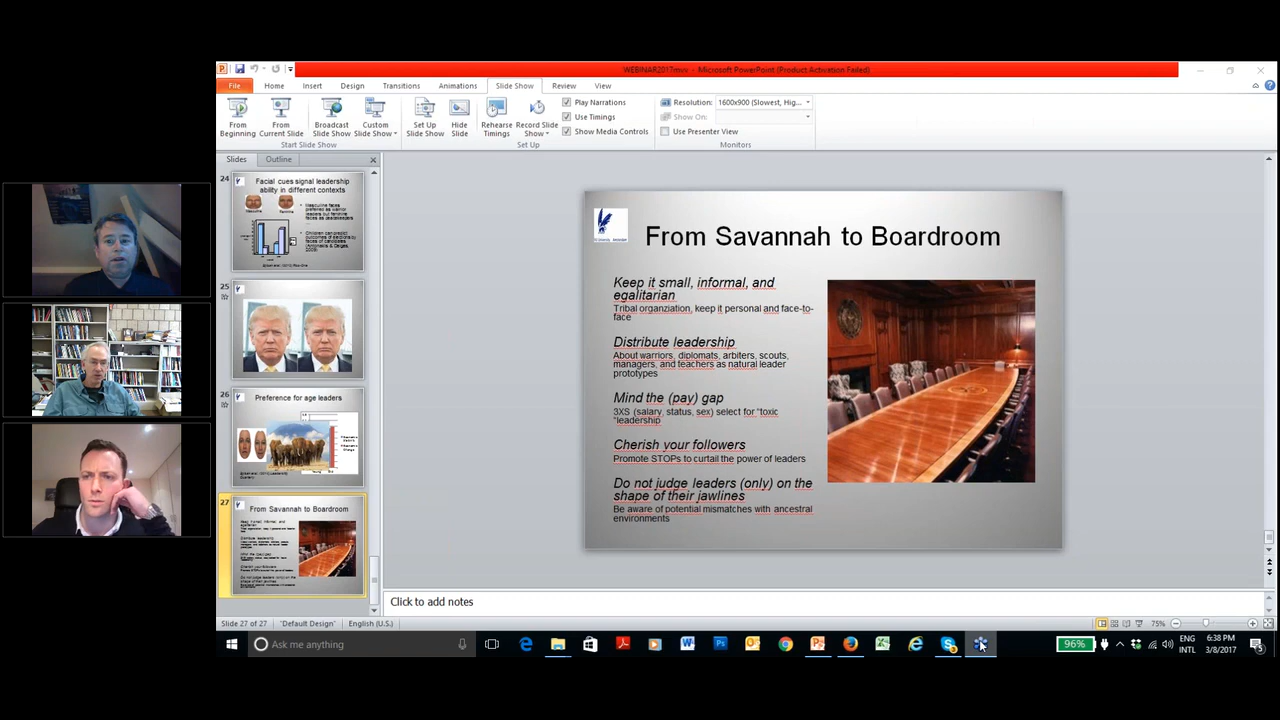 WEBINAR2017mvv - Microsoft PowerPoint (Product Activation Failed)
File Home Insert Design Transitions Animations Slide Show Review View
From Beginning
From Current Slide
Broadcast Slide Show
Custom Slide Show
Set Up Slide Show
Hide Slide
Rehearse Timings
Record Slide Show
Play Narrations
Use Timings
Show Media Controls
Resolution: 1600x900 (Slowest, Hig...
Show On:
Use Presenter View
Start Slide Show
Set Up
Monitors
Slides Outline
24
Facial cues signal leadership
ability in different contexts
25
26
Preference for age leaders
27
From Savannah to Boardroom
From Savannah to Boardroom
Keep it small, informal, and
egalitarian
Tribal organziation, keep it personal and face-to-
face
Distribute leadership
About warriors, diplomats, arbiters, scouts,
managers, and teachers as natural leader
prototypes
Mind the (pay) gap
3XS (salary, status, sex) select for “toxic
“leadership
Cherish your followers
Promote STOPs to curtail the power of leaders
Do not judge leaders (only) on the
shape of their jawlines
Be aware of potential mismatches with ancestral
environments
Click to add notes
Slide 27 of 27 "Default Design" English (U.S.)
75%
Ask me anything
96%
ENG
INTL
6:38 PM
3/8/2017